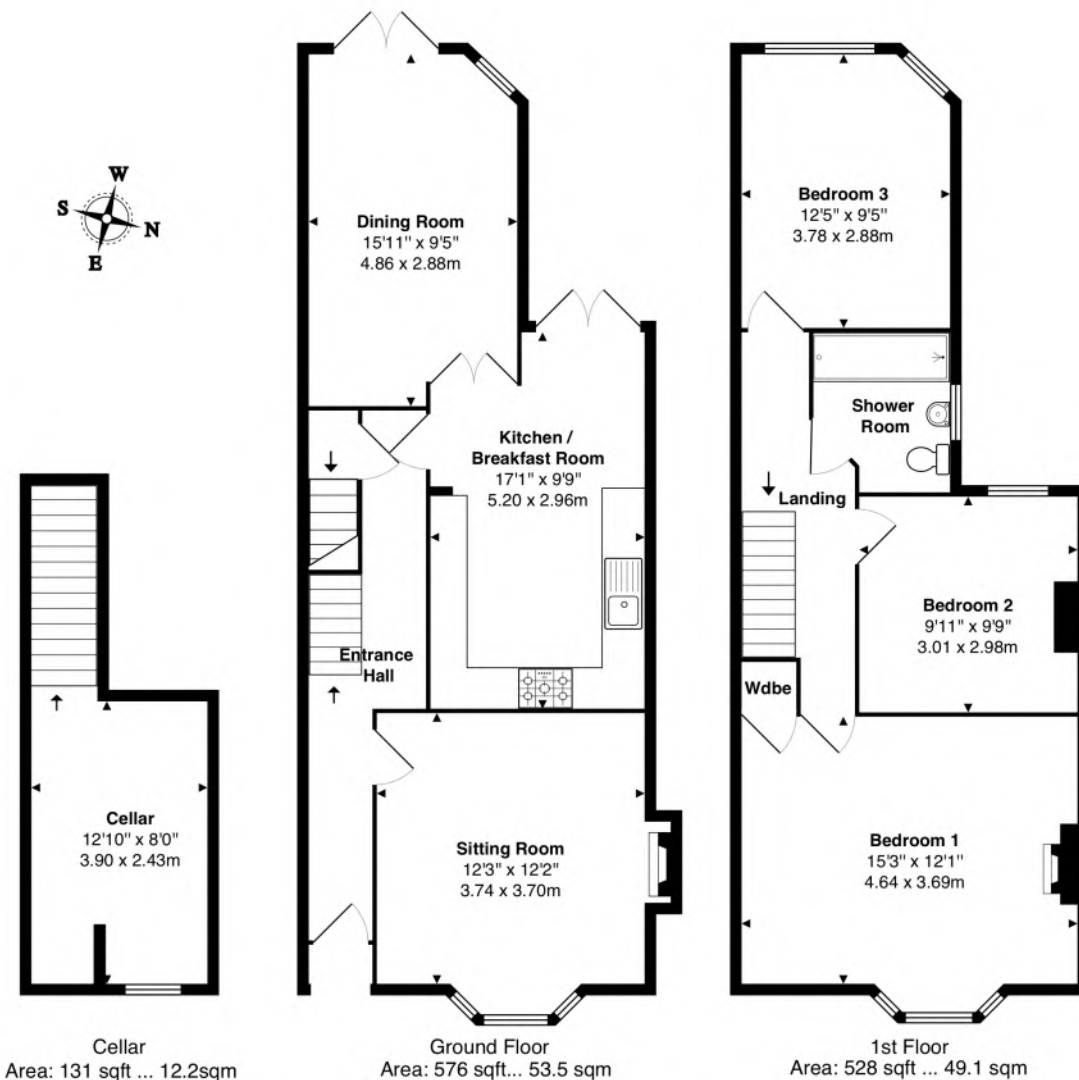 W
S
N
E
Dining Room
15'11" x 9'5"
4.86 x 2.88m
Kitchen /
Breakfast Room
17'1" x 9'9"
5.20 x 2.96m
Entrance
Hall
Sitting Room
12'3" x 12'2"
3.74 x 3.70m
Cellar
12'10" x 8'0"
3.90 x 2.43m
Bedroom 3
12'5" x 9'5"
3.78 x 2.88m
Shower
Room
Landing
Bedroom 2
9'11" x 9'9"
3.01 x 2.98m
Wdbe
Bedroom 1
15'3" x 12'1"
4.64 x 3.69m
Cellar
Area: 131 sqft ... 12.2sqm
Ground Floor
Area: 576 sqft... 53.5 sqm
1st Floor
Area: 528 sqft ... 49.1 sqm